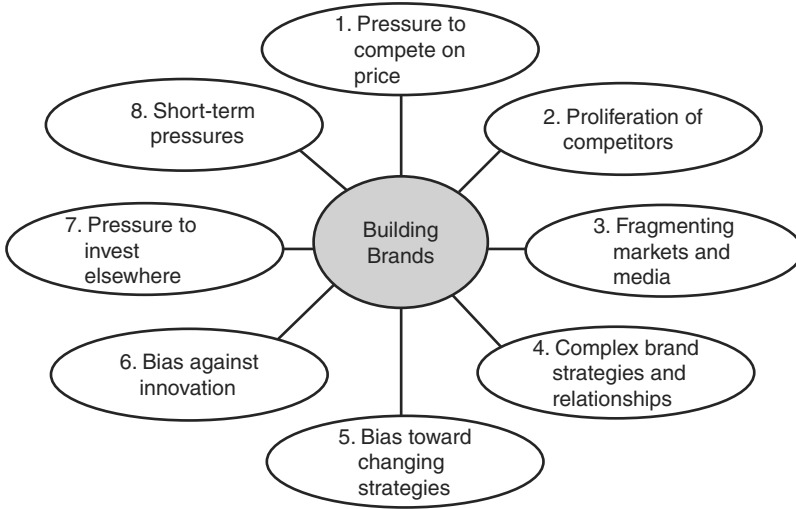 1. Pressure to
compete on
price
2. Proliferation of
competitors
3. Fragmenting
markets and
media
4. Complex brand
strategies and
relationships
5. Bias toward
changing
strategies
6. Bias against
innovation
7. Pressure to
invest
elsewhere
8. Short-term
pressures
Building
Brands